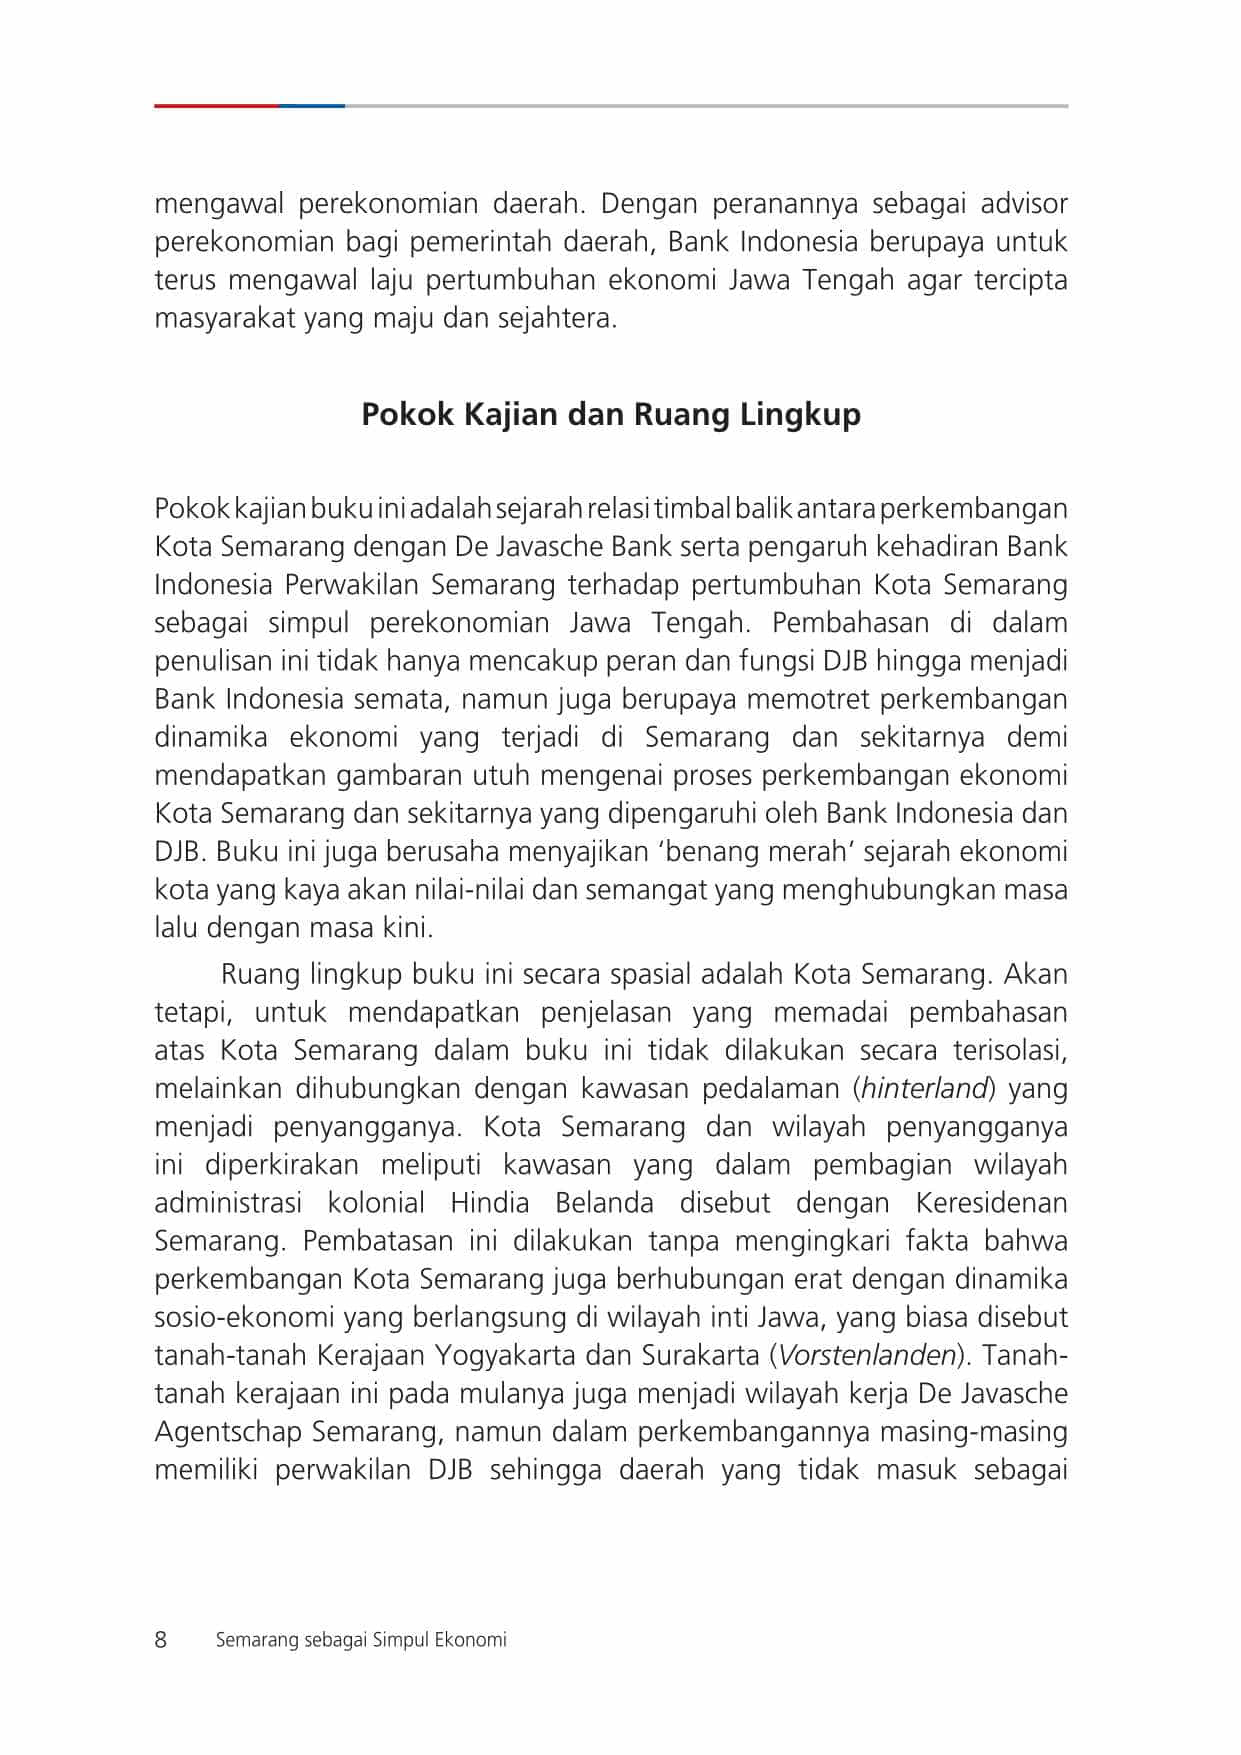 mengawal perekonomian daerah. Dengan peranannya sebagai advisor
perekonomian bagi pemerintah daerah, Bank Indonesia berupaya untuk
terus mengawal laju pertumbuhan ekonomi Jawa Tengah agar tercipta
masyarakat yang maju dan sejahtera.
Pokok Kajian dan Ruang Lingkup
Pokok kajian buku ini adalah sejarah relasi timbal balik antara perkembangan
Kota Semarang dengan De Javasche Bank serta pengaruh kehadiran Bank
Indonesia Perwakilan Semarang terhadap pertumbuhan Kota Semarang
sebagai simpul perekonomian Jawa Tengah. Pembahasan di dalam
penulisan ini tidak hanya mencakup peran dan fungsi DJB hingga menjadi
Bank Indonesia semata, namun juga berupaya memotret perkembangan
dinamika ekonomi yang terjadi di Semarang dan sekitarnya demi
mendapatkan gambaran utuh mengenai proses perkembangan ekonomi
Kota Semarang dan sekitarnya yang dipengaruhi oleh Bank Indonesia dan
DJB. Buku ini juga berusaha menyajikan ‘benang merah’ sejarah ekonomi
kota yang kaya akan nilai-nilai dan semangat yang menghubungkan masa
lalu dengan masa kini.
Ruang lingkup buku ini secara spasial adalah Kota Semarang. Akan
tetapi, untuk mendapatkan penjelasan yang memadai pembahasan
atas Kota Semarang dalam buku ini tidak dilakukan secara terisolasi,
melainkan dihubungkan dengan kawasan pedalaman (hinterland) yang
menjadi penyangganya. Kota Semarang dan wilayah penyangganya
ini diperkirakan meliputi kawasan yang dalam pembagian wilayah
administrasi kolonial Hindia Belanda disebut dengan Keresidenan
Semarang. Pembatasan ini dilakukan tanpa mengingkari fakta bahwa
perkembangan Kota Semarang juga berhubungan erat dengan dinamika
sosio-ekonomi yang berlangsung di wilayah inti Jawa, yang biasa disebut
tanah-tanah Kerajaan Yogyakarta dan Surakarta (Vorstenlanden). Tanah-
tanah kerajaan ini pada mulanya juga menjadi wilayah kerja De Javasche
Agentschap Semarang, namun dalam perkembangannya masing-masing
memiliki perwakilan DJB sehingga daerah yang tidak masuk sebagai
8 Semarang sebagai Simpul Ekonomi